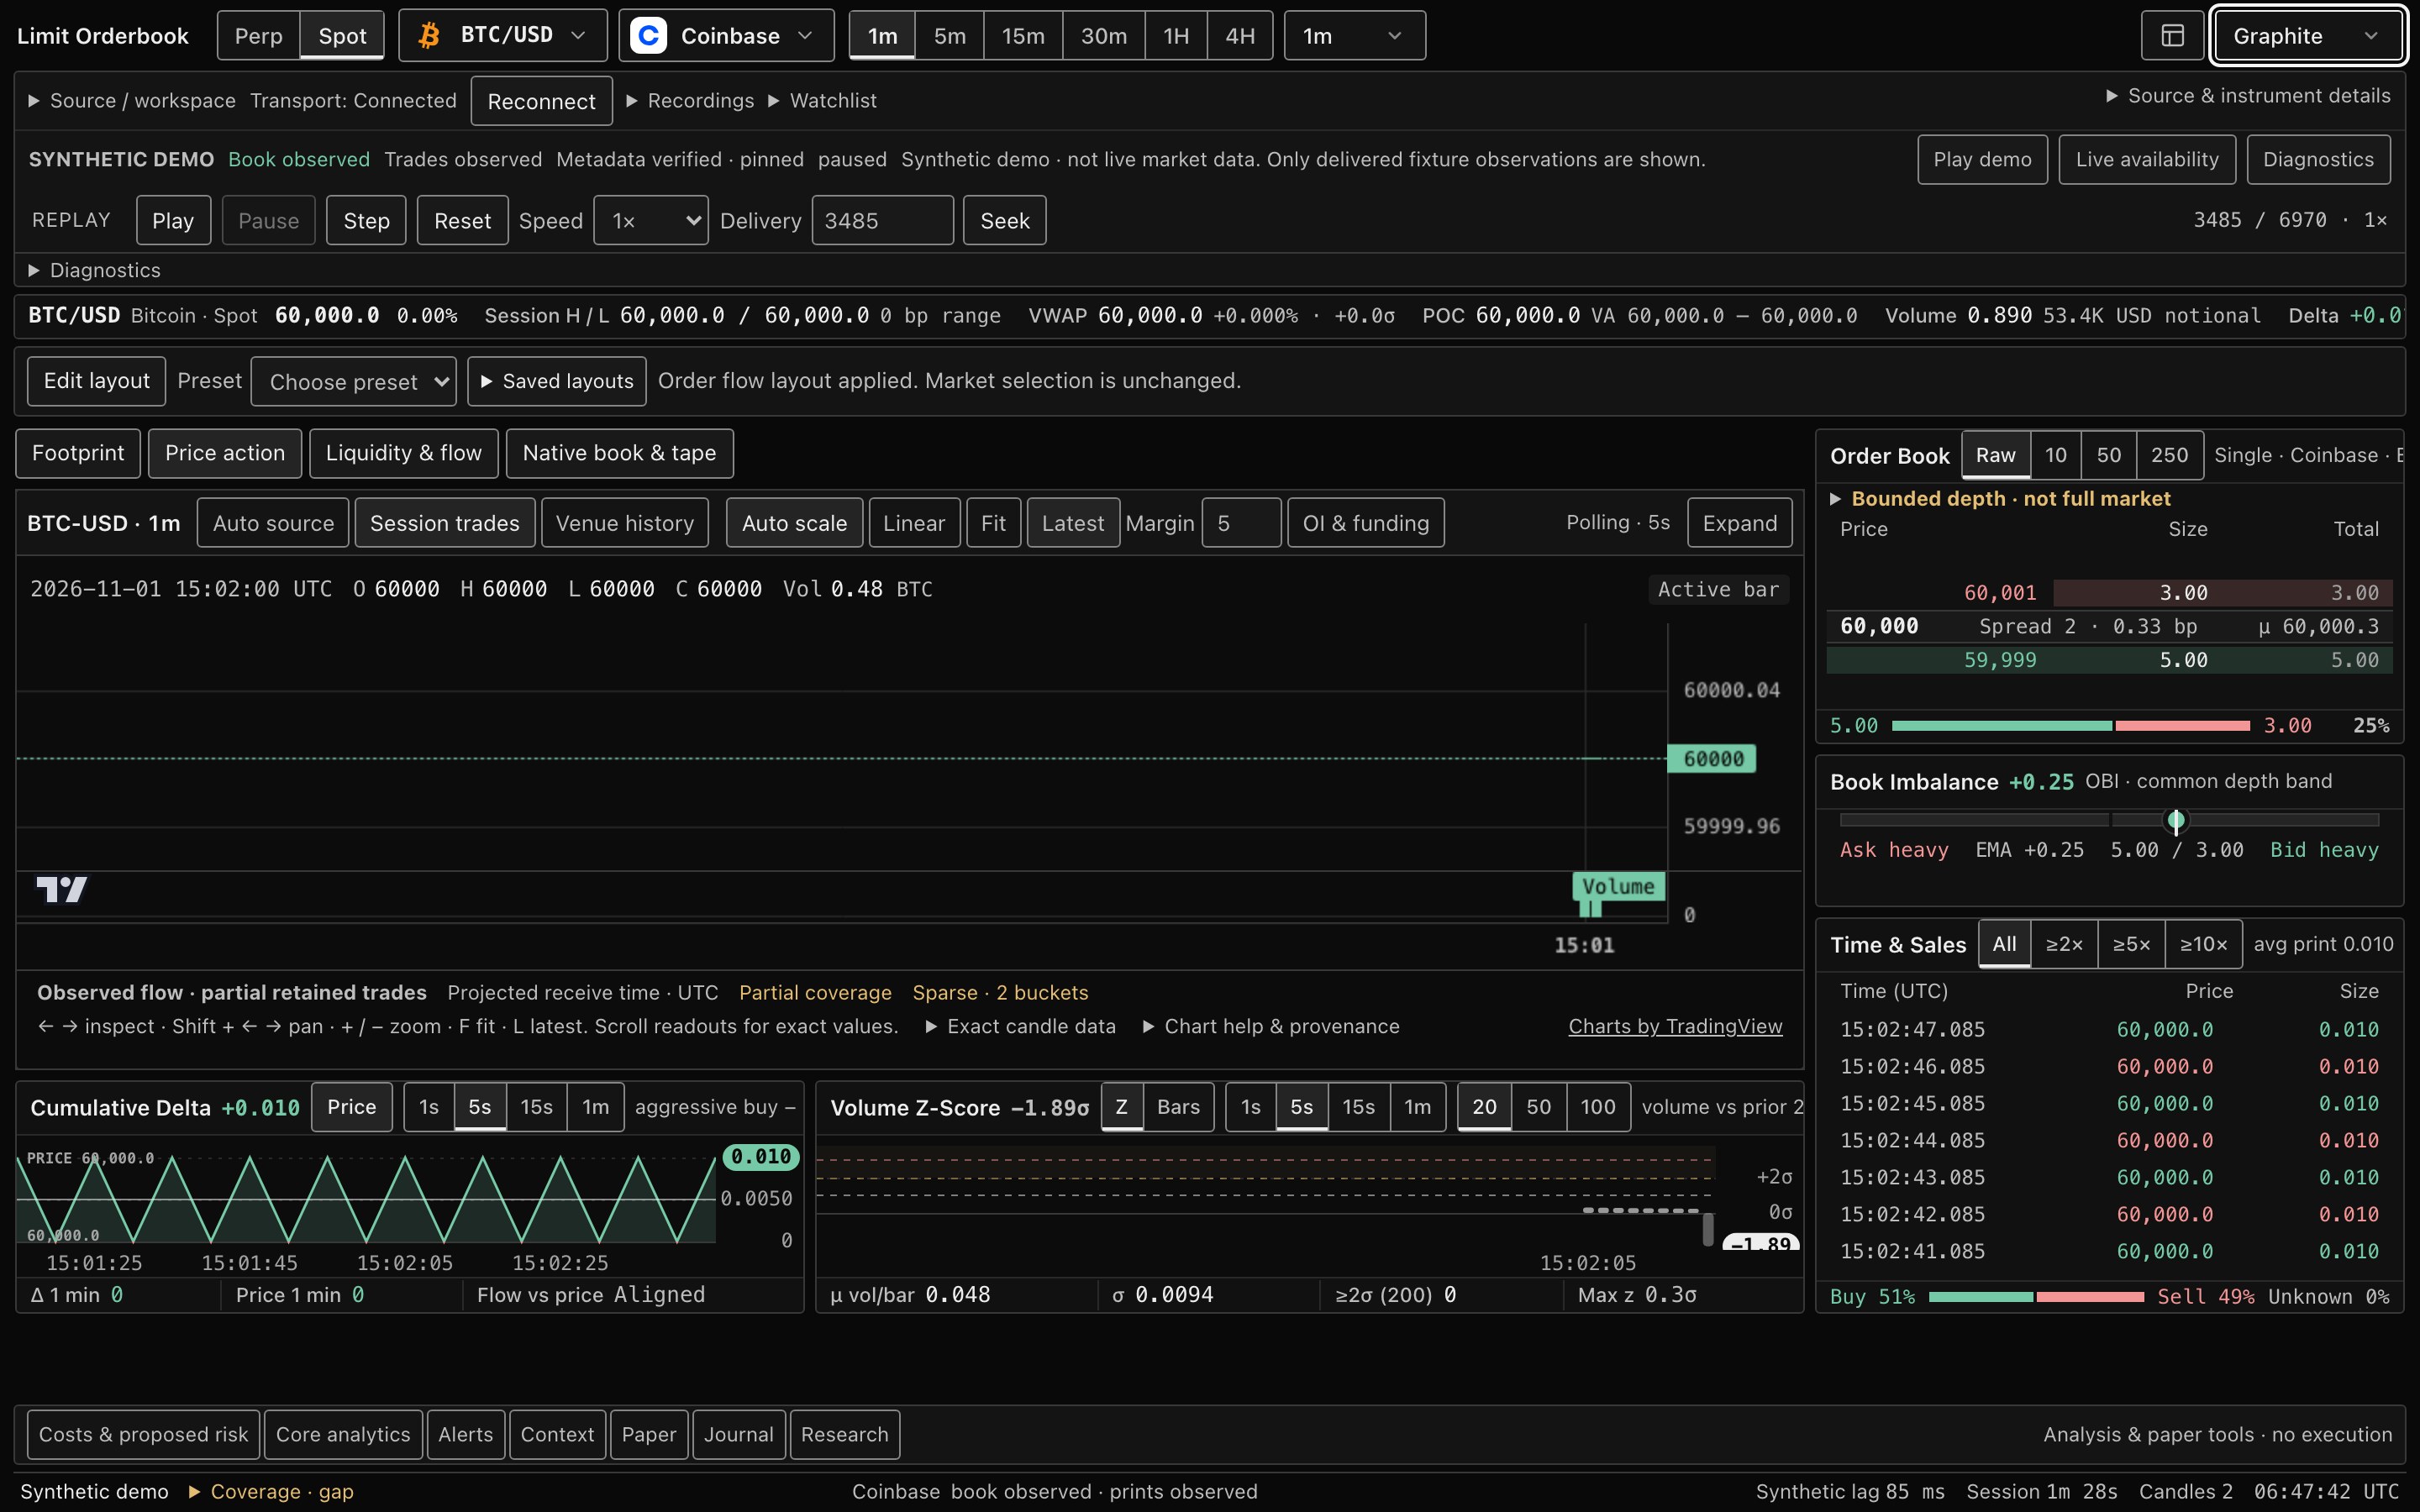 Limit Orderbook Perp Spot BTC/USD Coinbase 1m 5m 15m 30m 1H 4H 1m Graphite
▶ Source / workspace Transport: Connected Reconnect ▶ Recordings ▶ Watchlist ▶ Source & instrument details
SYNTHETIC DEMO Book observed Trades observed Metadata verified · pinned paused Synthetic demo · not live market data. Only delivered fixture observations are shown. Play demo Live availability Diagnostics
REPLAY Play Pause Step Reset Speed 1× Delivery 3485 Seek 3485 / 6970 · 1×
▶ Diagnostics
BTC/USD Bitcoin · Spot 60,000.0 0.00% Session H / L 60,000.0 / 60,000.0 0 bp range VWAP 60,000.0 +0.000% · +0.0σ POC 60,000.0 VA 60,000.0 – 60,000.0 Volume 0.890 53.4K USD notional Delta +0.0
Edit layout Preset Choose preset ▶ Saved layouts Order flow layout applied. Market selection is unchanged.
Footprint Price action Liquidity & flow Native book & tape
BTC-USD · 1m Auto source Session trades Venue history Auto scale Linear Fit Latest Margin 5 OI & funding Polling · 5s Expand
2026–11–01 15:02:00 UTC O 60000 H 60000 L 60000 C 60000 Vol 0.48 BTC Active bar
60000.04
60000
59999.96
Volume
0
15:01
Observed flow · partial retained trades Projected receive time · UTC Partial coverage Sparse · 2 buckets
← → inspect · Shift + ← → pan · + / − zoom · F fit · L latest. Scroll readouts for exact values. ▶ Exact candle data ▶ Chart help & provenance Charts by TradingView
Cumulative Delta +0.010 Price 1s 5s 15s 1m aggressive buy –
PRICE 60,000.0 0.010
0.0050
60,000.0 0
15:01:25 15:01:45 15:02:05 15:02:25
Δ 1 min 0 Price 1 min 0 Flow vs price Aligned
Volume Z-Score −1.89σ Z Bars 1s 5s 15s 1m 20 50 100 volume vs prior 2
+2σ
0σ
−1.89
15:02:05
μ vol/bar 0.048 σ 0.0094 ≥2σ (200) 0 Max z 0.3σ
Order Book Raw 10 50 250 Single · Coinbase ·
▶ Bounded depth · not full market
Price Size Total
60,001 3.00 3.00
60,000 Spread 2 · 0.33 bp μ 60,000.3
59,999 5.00 5.00
5.00 3.00 25%
Book Imbalance +0.25 OBI · common depth band
Ask heavy EMA +0.25 5.00 / 3.00 Bid heavy
Time & Sales All ≥2× ≥5× ≥10× avg print 0.010
Time (UTC) Price Size
15:02:47.085 60,000.0 0.010
15:02:46.085 60,000.0 0.010
15:02:45.085 60,000.0 0.010
15:02:44.085 60,000.0 0.010
15:02:43.085 60,000.0 0.010
15:02:42.085 60,000.0 0.010
15:02:41.085 60,000.0 0.010
Buy 51% Sell 49% Unknown 0%
Costs & proposed risk Core analytics Alerts Context Paper Journal Research Analysis & paper tools · no execution
Synthetic demo ▶ Coverage · gap Coinbase book observed · prints observed Synthetic lag 85 ms Session 1m 28s Candles 2 06:47:42 UTC